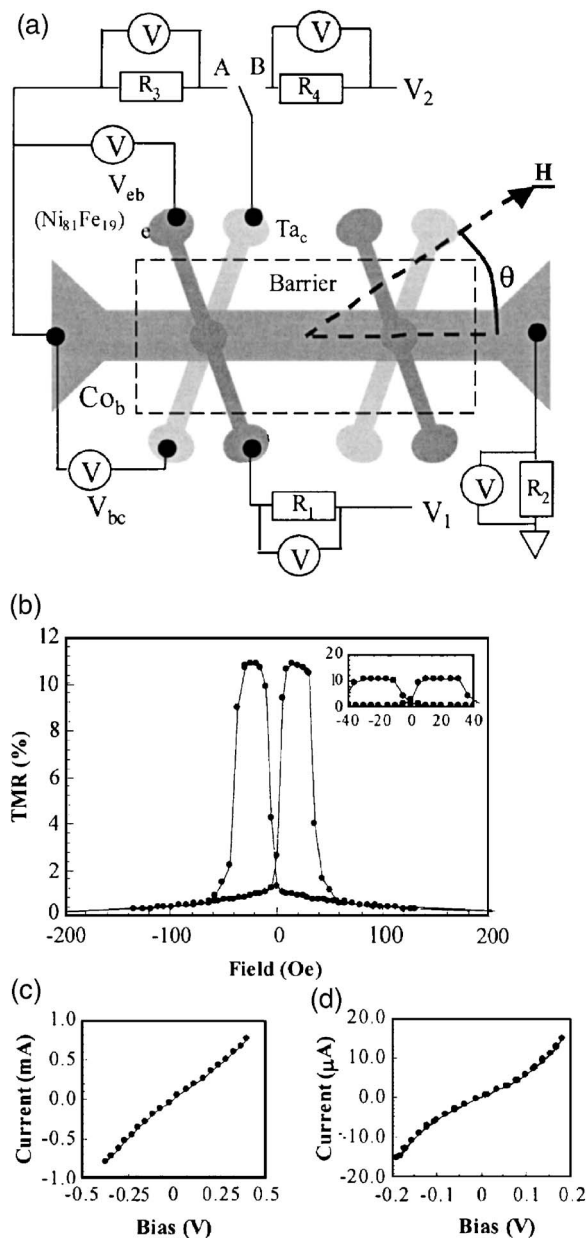 (a)
V
V
R3
A
B
R4
V2
V
Veb
H
(Ni81Fe19)
e
Tac
Barrier
θ
Cob
V
Vbc
R1
V1
V
V
R2
(b)
12
10
8
6
4
2
0
TMR (%)
20
10
0
-40
-20
0
20
40
-200
-100
0
100
200
Field (Oe)
(c)
1.0
0.5
0.0
-0.5
-1.0
Current (mA)
-0.5
-0.25
0
0.25
0.5
Bias (V)
(d)
20.0
10.0
0.0
-10.0
-20.0
Current (μA)
-0.2
-0.1
0
0.1
0.2
Bias (V)